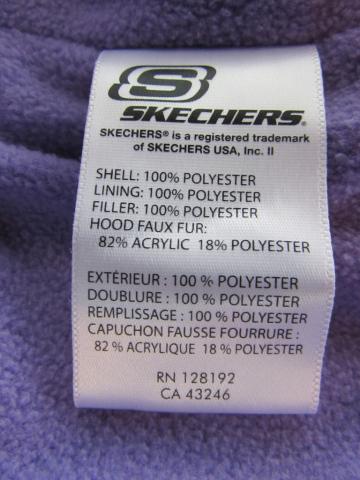 SKECHERS
SKECHERS® is a registered trademark
of SKECHERS USA, Inc. II
SHELL: 100% POLYESTER
LINING: 100% POLYESTER
FILLER: 100% POLYESTER
HOOD FAUX FUR:
82% ACRYLIC 18% POLYESTER
EXTÉRIEUR : 100 % POLYESTER
DOUBLURE : 100 % POLYESTER
REMPLISSAGE : 100 % POLYESTER
CAPUCHON FAUSSE FOURRURE :
82 % ACRYLIQUE 18 % POLYESTER
RN 128192
CA 43246